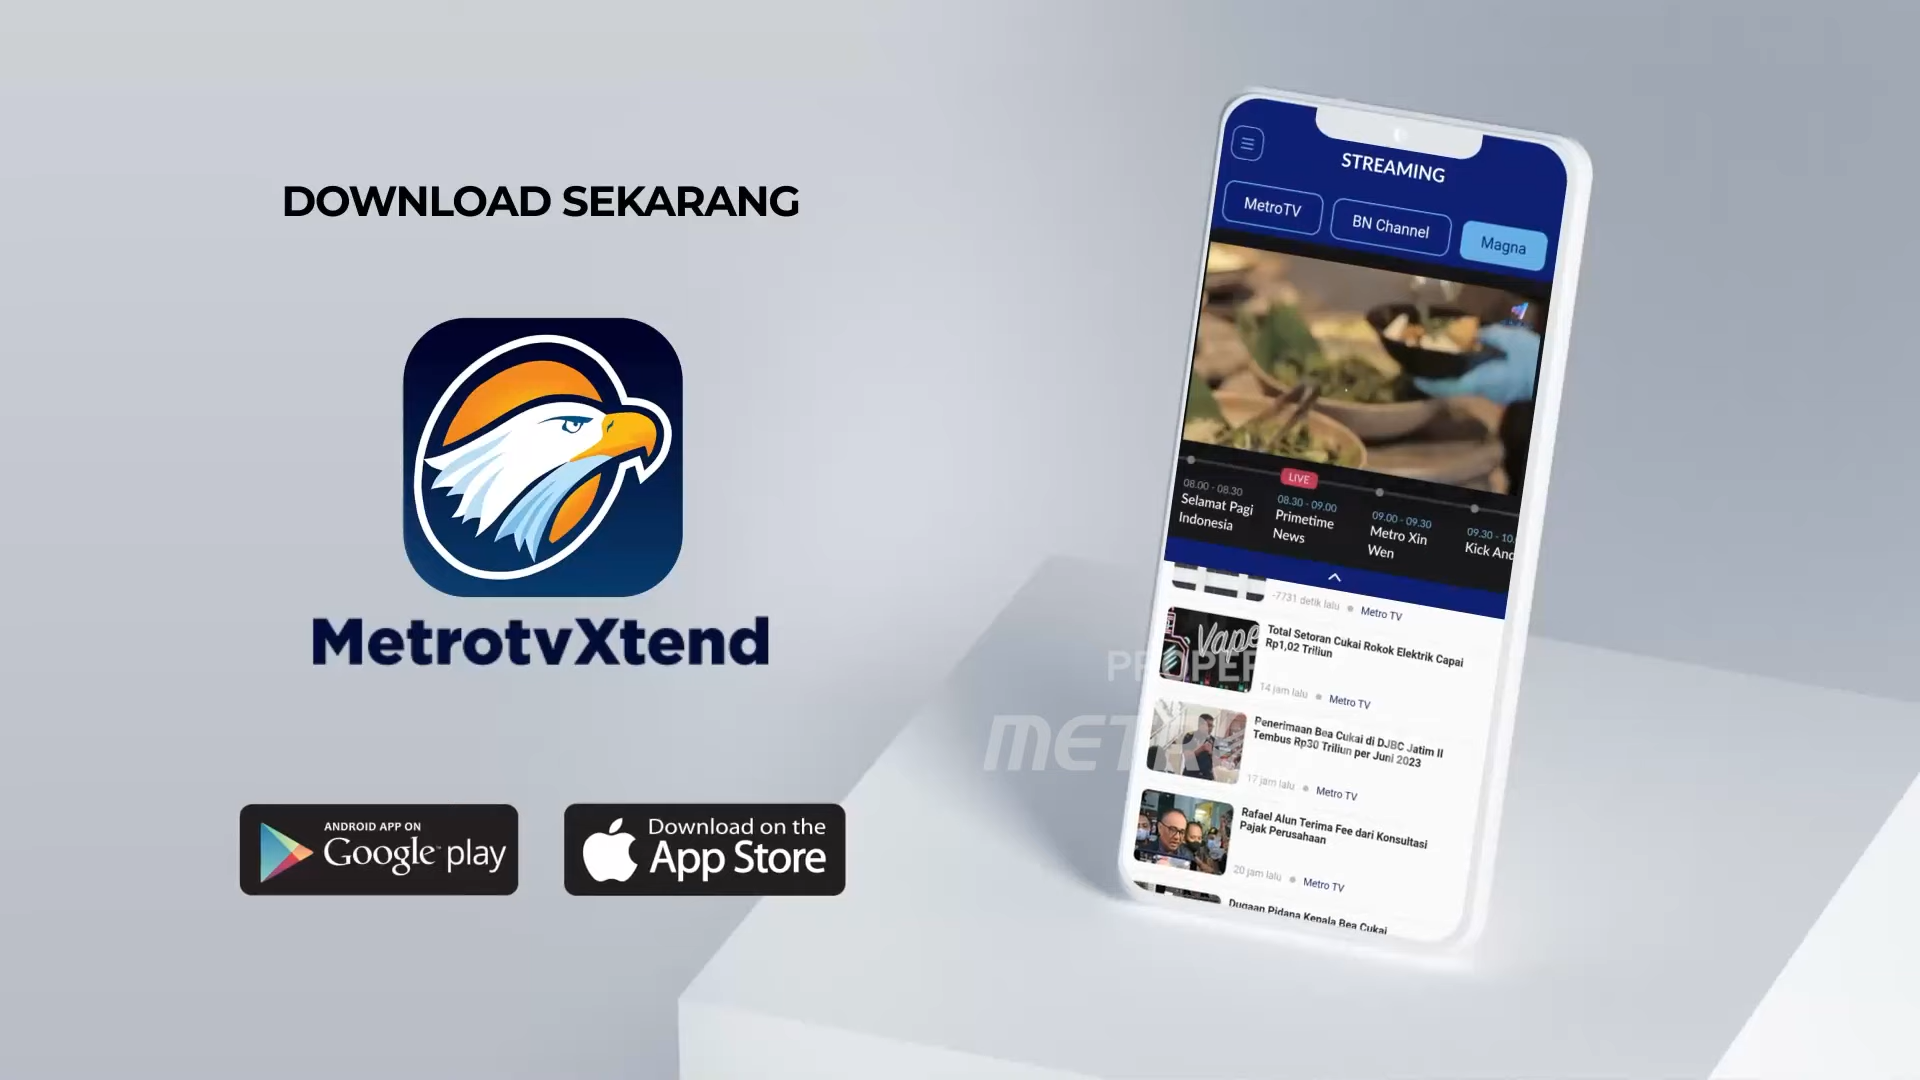 DOWNLOAD SEKARANG
MetrotvXtend
ANDROID APP ON
Google play
Download on the
App Store
STREAMING
MetroTV
BN Channel
Magna
LIVE
08.00 - 08.30
Selamat Pagi
Indonesia
08.30 - 09.00
Primetime
News
09.00 - 09.30
Metro Xin
Wen
09.30 - 10.
Kick And
-7731 detik lalu
Metro TV
Vape
Total Setoran Cukai Rokok Elektrik Capai
Rp1,02 Triliun
14 jam lalu
Metro TV
Penerimaan Bea Cukai di DJBC Jatim II
Tembus Rp30 Triliun per Juni 2023
17 jam lalu
Metro TV
Rafael Alun Terima Fee dari Konsultasi
Pajak Perusahaan
20 jam lalu
Metro TV
Dugaan Pidana Kepala Bea Cukai